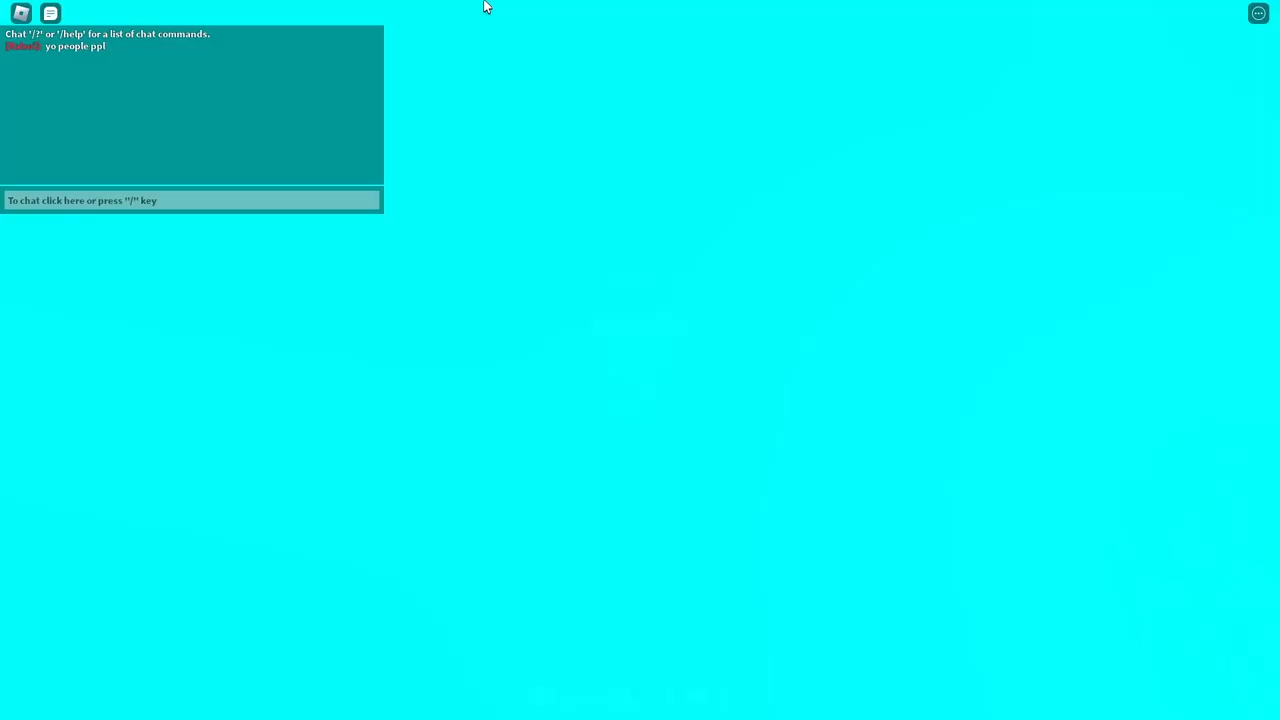 Chat '/?' or '/help' for a list of chat commands.
yo people ppl
To chat click here or press "/" key